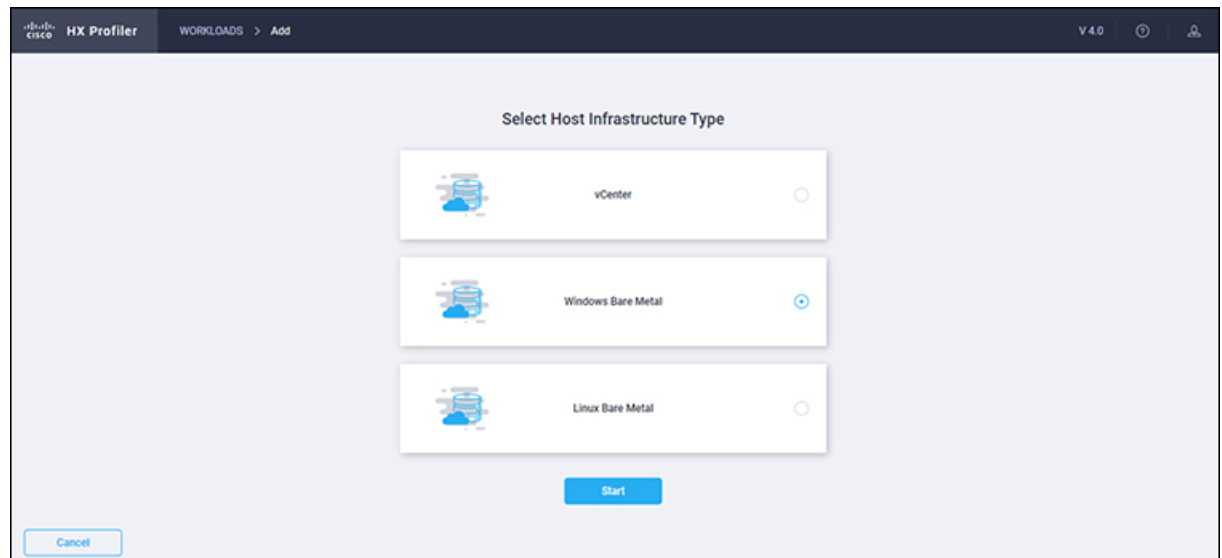 cisco HX Profiler WORKLOADS > Add V 4.0
Select Host Infrastructure Type
vCenter
Windows Bare Metal
Linux Bare Metal
Start
Cancel